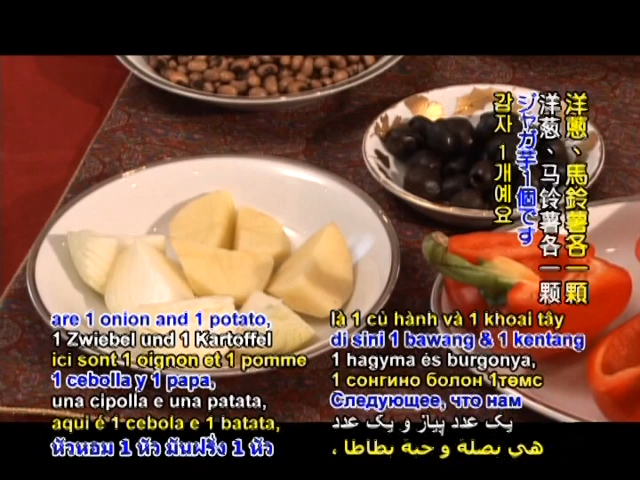 洋蔥、馬鈴薯各一顆
洋葱、马铃薯各一颗
ジャガ芋1個です
감자 1개예요
are 1 onion and 1 potato,
1 Zwiebel und 1 Kartoffel
ici sont 1 oignon et 1 pomme
1 cebolla y 1 papa,
una cipolla e una patata,
aqui é 1 cebola e 1 batata,
หัวหอม 1 หัว มันฝรั่ง 1 หัว
là 1 củ hành và 1 khoai tây
di sini 1 bawang & 1 kentang
1 hagyma és burgonya,
1 сонгино болон 1төмс
Следующее, что нам
یک عدد پیاز و یک عدد
هي بصلة و حبة بطاطا ،